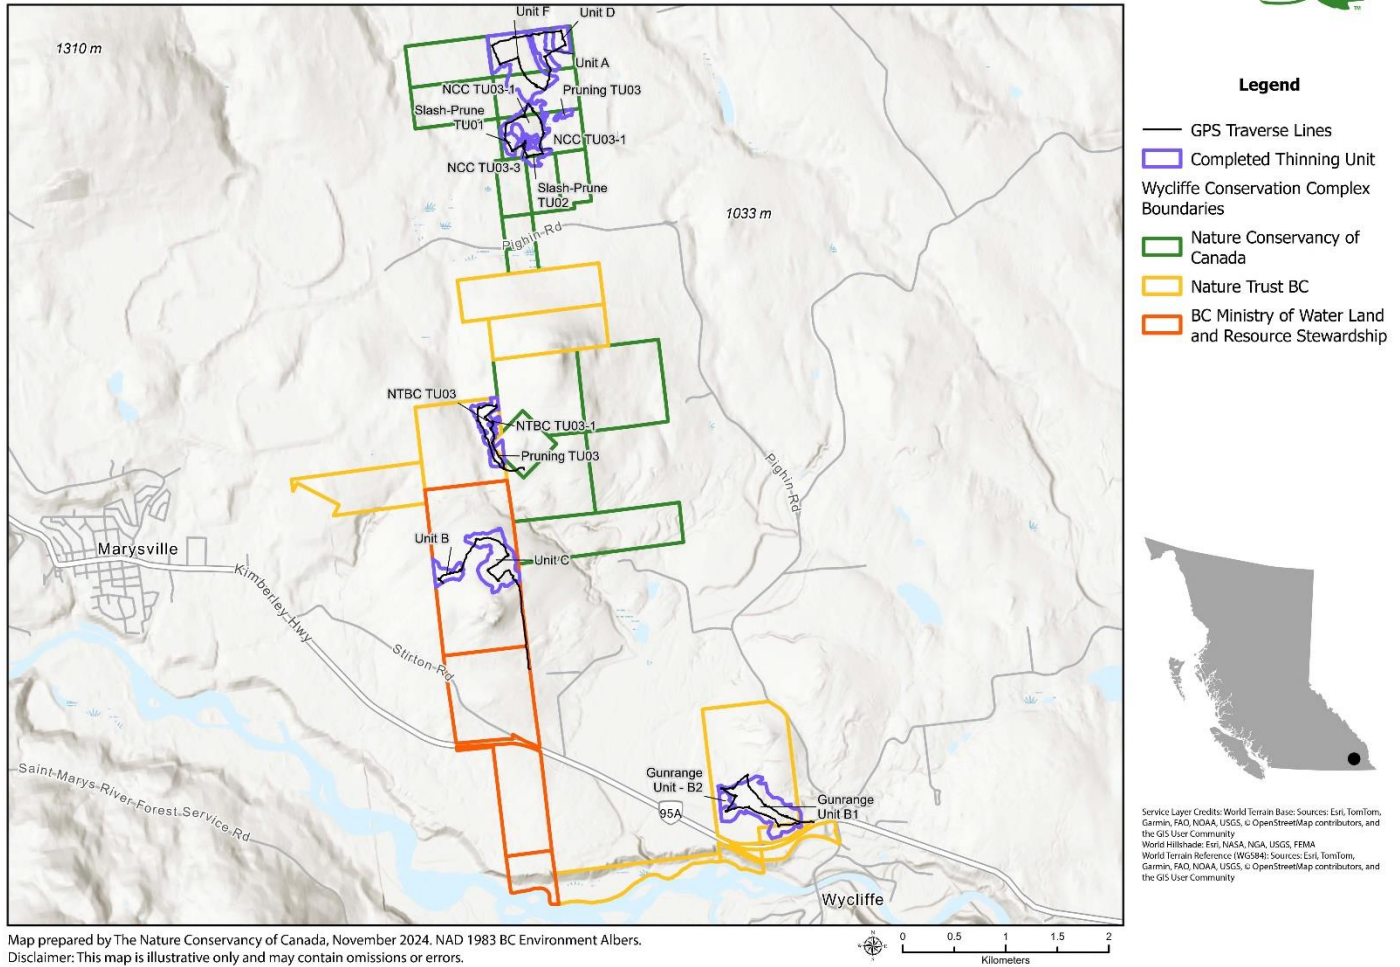 1310 m
Unit F
Unit D
Unit A
NCC TU03-1
Pruning TU03
Slash-Prune
TU01
NCC TU03-1
NCC TU03-3
Slash-Prune
TU02
1033 m
Pighin-Rd
NTBC TU03
NTBC TU03-1
Pruning TU03
Pighin-Rd
Unit B
Unit C
Marysville
Kimberley-Hwy
Stirton-Rd
Saint-Marys-River Forest Service Rd
95A
Gunrange
Unit - B2
Gunrange
Unit B1
Wycliffe
TM
Legend
GPS Traverse Lines
Completed Thinning Unit
Wycliffe Conservation Complex
Boundaries
Nature Conservancy of
Canada
Nature Trust BC
BC Ministry of Water Land
and Resource Stewardship
Service Layer Credits: World Terrain Base: Sources: Esri, TomTom,
Garmin, FAO, NOAA, USGS, © OpenStreetMap contributors, and
the GIS User Community
World Hillshade: Esri, NASA, NGA, USGS, FEMA
World Terrain Reference (WGS84): Sources: Esri, TomTom,
Garmin, FAO, NOAA, USGS, © OpenStreetMap contributors, and
the GIS User Community
Map prepared by The Nature Conservancy of Canada, November 2024. NAD 1983 BC Environment Albers.
Disclaimer: This map is illustrative only and may contain omissions or errors.
N
0 0.5 1 1.5 2
Kilometers